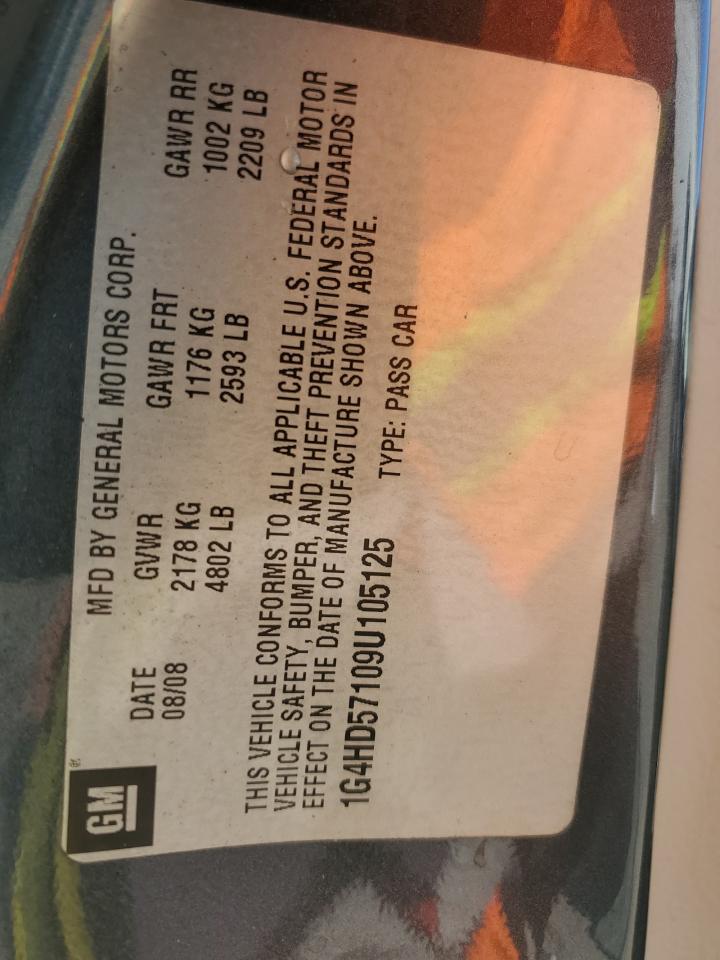 GM
MFD BY GENERAL MOTORS CORP.
DATE GVWR GAWR FRT GAWR RR
08/08 2178 KG 1176 KG 1002 KG
4802 LB 2593 LB 2209 LB
THIS VEHICLE CONFORMS TO ALL APPLICABLE U.S. FEDERAL MOTOR
VEHICLE SAFETY, BUMPER, AND THEFT PREVENTION STANDARDS IN
EFFECT ON THE DATE OF MANUFACTURE SHOWN ABOVE.
1G4HD57109U105125 TYPE: PASS CAR